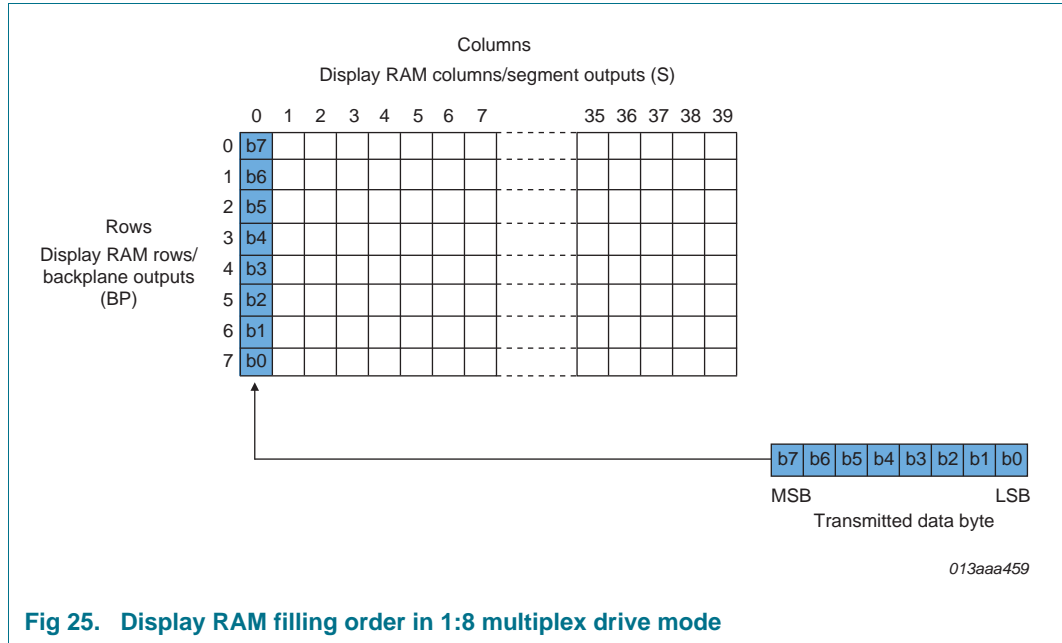 Columns
Display RAM columns/segment outputs (S)
0 1 2 3 4 5 6 7 35 36 37 38 39
0 b7
1 b6
2 b5
3 b4
4 b3
5 b2
6 b1
7 b0
Rows
Display RAM rows/
backplane outputs
(BP)
b7 b6 b5 b4 b3 b2 b1 b0
MSB LSB
Transmitted data byte
013aaa459
Fig 25. Display RAM filling order in 1:8 multiplex drive mode